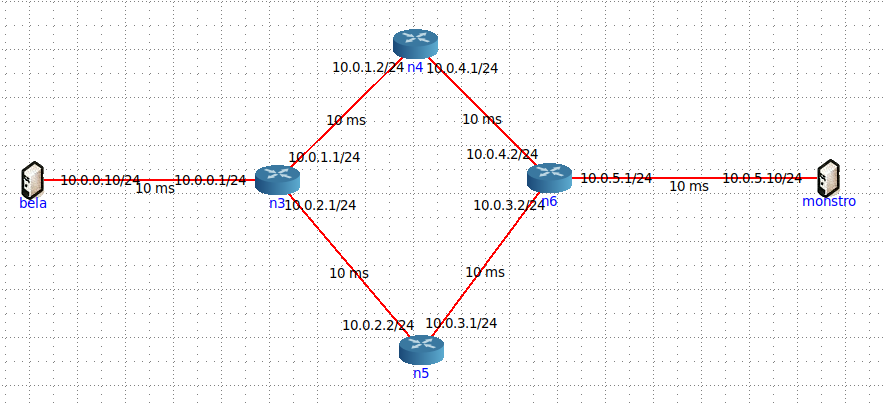 10.0.1.2/24
n4
10.0.4.1/24
10 ms
10 ms
10.0.1.1/24
10.0.4.2/24
10.0.0.10/24
10 ms
10.0.0.1/24
10.0.5.1/24
10 ms
10.0.5.10/24
bela
n3
10.0.2.1/24
10.0.3.2/24
n6
monstro
10 ms
10 ms
10.0.2.2/24
10.0.3.1/24
n5